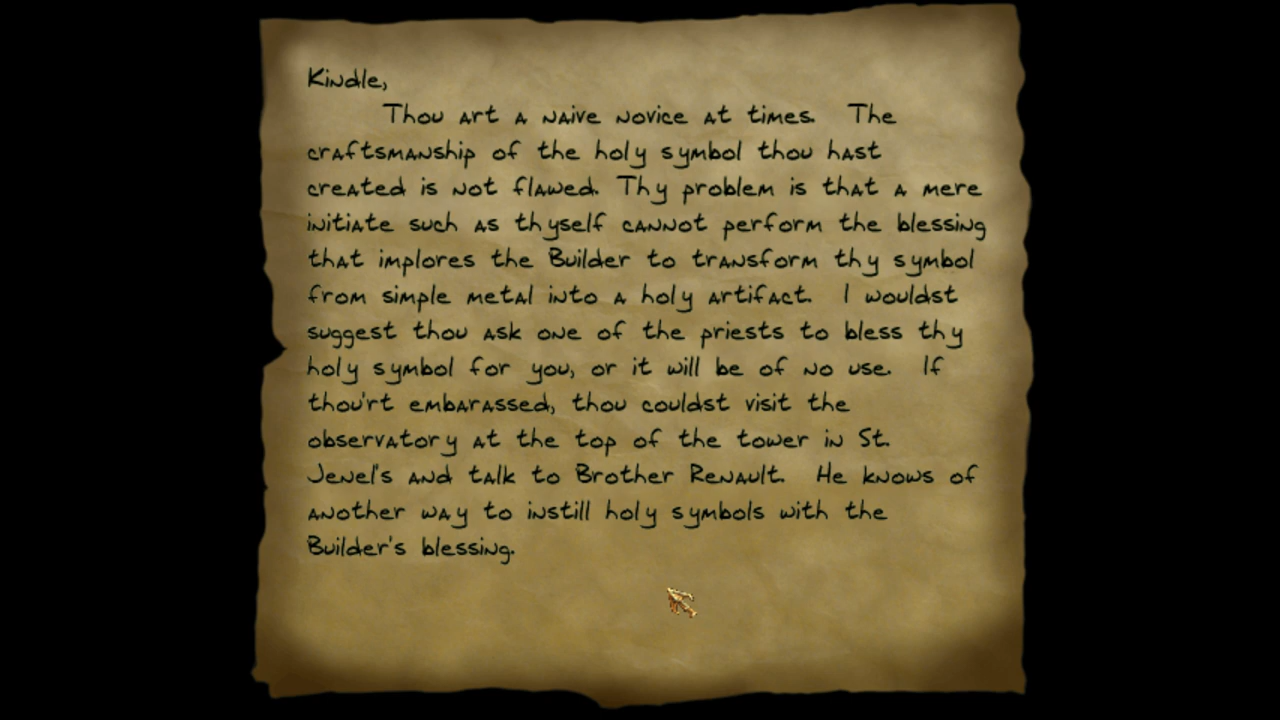 Kindle,
Thou art a naive novice at times. The
craftsmanship of the holy symbol thou hast
created is not flawed. Thy problem is that a mere
initiate such as thyself cannot perform the blessing
that implores the Builder to transform thy symbol
from simple metal into a holy artifact. I wouldst
suggest thou ask one of the priests to bless thy
holy symbol for you, or it will be of no use. If
thou'rt embarassed, thou couldst visit the
observatory at the top of the tower in St.
Jenel's and talk to Brother Renault. He knows of
another way to instill holy symbols with the
Builder's blessing.